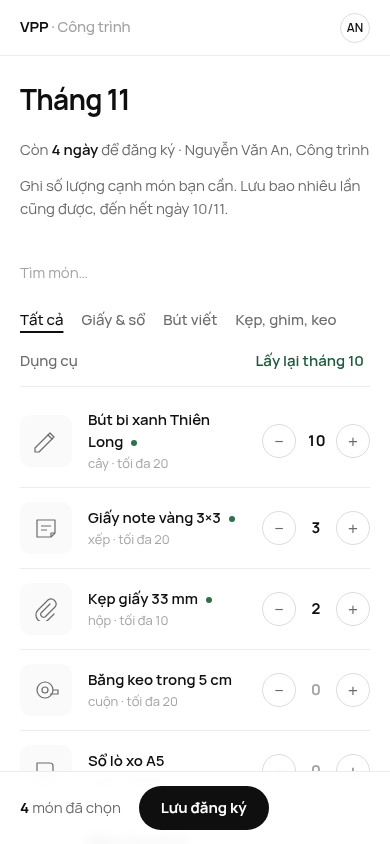 VPP · Công trình
AN
Tháng 11
Còn 4 ngày để đăng ký · Nguyễn Văn An, Công trình
Ghi số lượng cạnh món bạn cần. Lưu bao nhiêu lần
cũng được, đến hết ngày 10/11.
Tìm món...
Tất cả Giấy & sổ Bút viết Kẹp, ghim, keo
Dụng cụ Lấy lại tháng 10
Bút bi xanh Thiên
Long
cây · tối đa 20
− 10 +
Giấy note vàng 3×3
xếp · tối đa 20
− 3 +
Kẹp giấy 33 mm
hộp · tối đa 10
− 2 +
Băng keo trong 5 cm
cuộn · tối đa 20
− 0 +
Sổ lò xo A5
− 0 +
4 món đã chọn
Lưu đăng ký